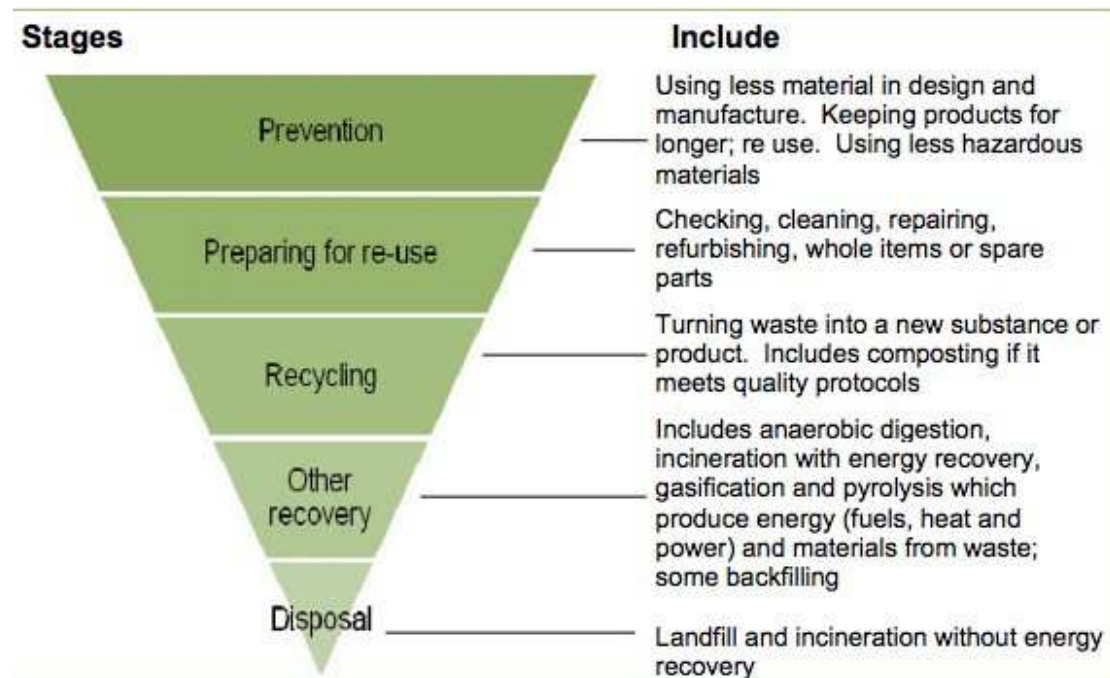 Stages
Include
Prevention
Using less material in design and
manufacture.  Keeping products for
longer; re use.  Using less hazardous
materials
Preparing for re-use
Checking, cleaning, repairing,
refurbishing, whole items or spare
parts
Recycling
Turning waste into a new substance or
product.  Includes composting if it
meets quality protocols
Other
recovery
Includes anaerobic digestion,
incineration with energy recovery,
gasification and pyrolysis which
produce energy (fuels, heat and
power) and materials from waste;
some backfilling
Disposal
Landfill and incineration without energy
recovery